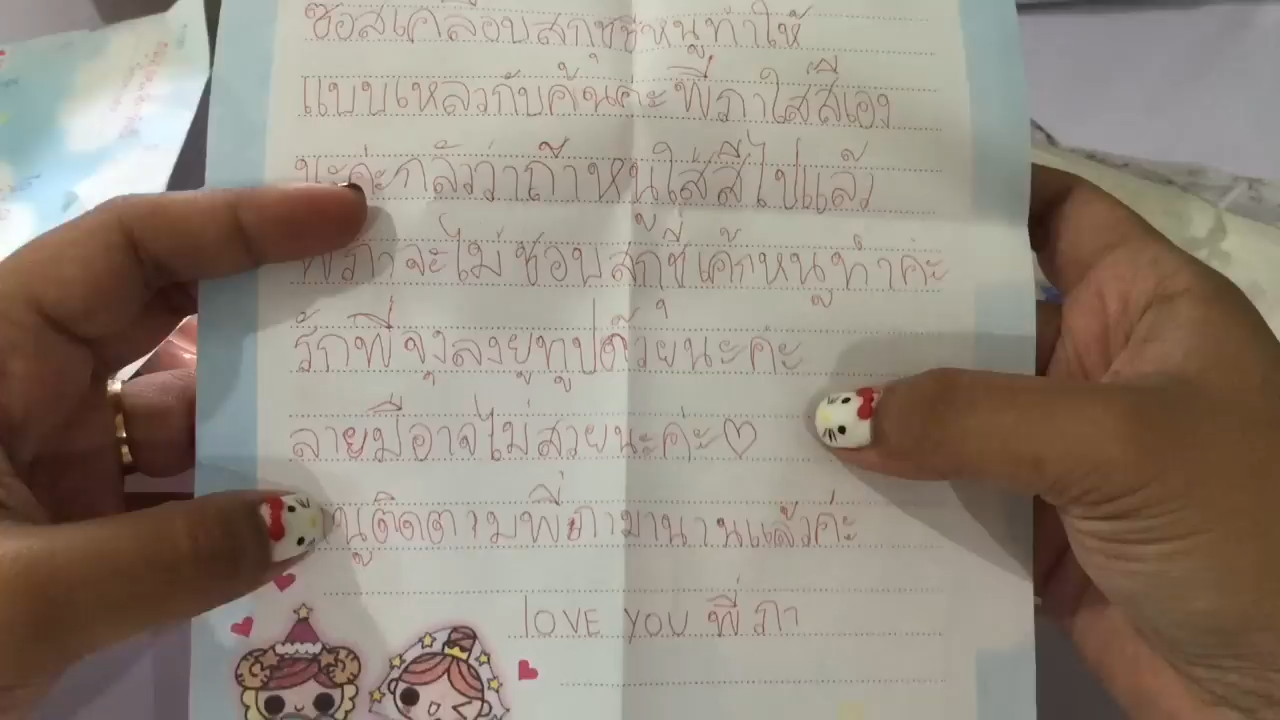 ซอสเคลือบสกุชชี่หนูทำให้
แบบเหลวกับค้นค่ะ พี่ภาใส่สีเอง
นะค่ะกลัวว่าถ้าหนูใส่สีไปแล้ว
พี่ภาจะไม่ชอบสกุชี่เค้กหนูทำค่ะ
รักพี่จุงลงยูทูปด้วยนะค่ะ
ลายมืออาจไม่สวยนะค่ะ♡
นูติดตามพี่ภามานานแล้วค่ะ
LOVE YOU พี่ภา